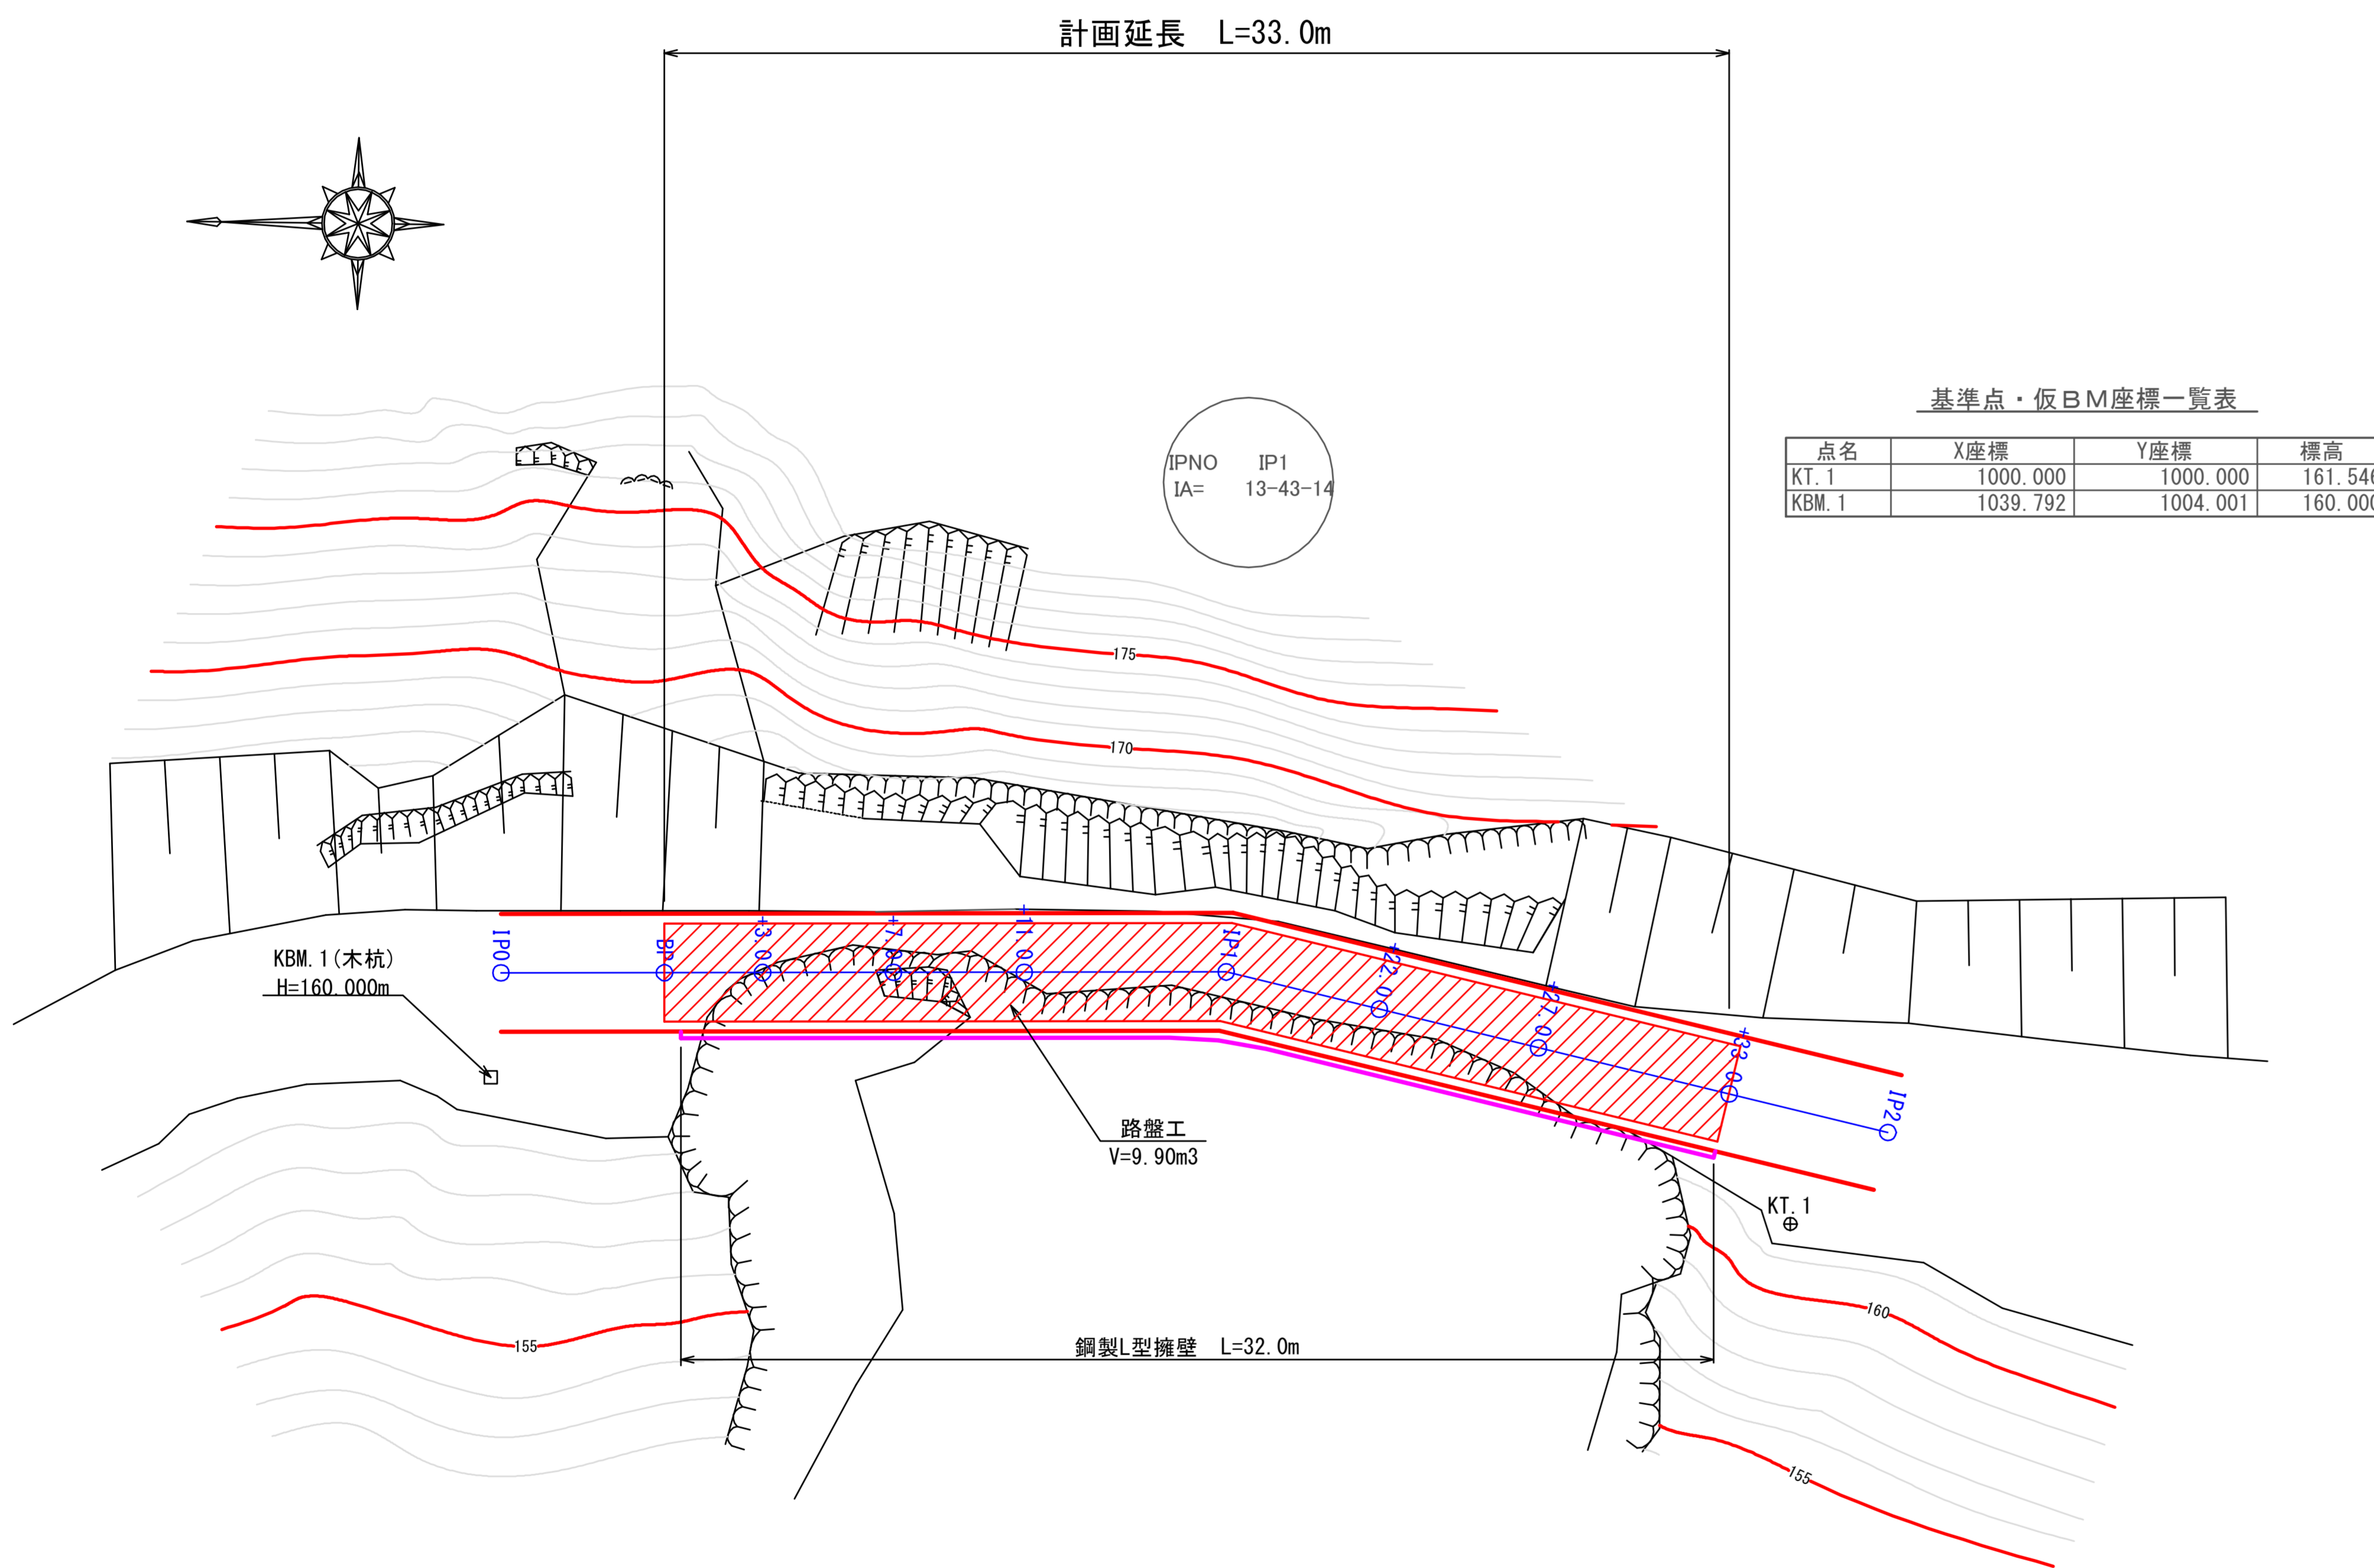 計画延長　L=33.0m
基準点・仮ＢＭ座標一覧表
点名 X座標 Y座標 標高
KT.1 1000.000 1000.000 161.546
KBM.1 1039.792 1004.001 160.000
IPNO IP1
IA= 13-43-14
175
170
IP0
BP
+3.0
+7.0
+11.0
IP1
+22.0
+27.0
+33.0
IP2
KBM.1(木杭)
H=160.000m
路盤工
V=9.90m3
KT.1
160
155
鋼製L型擁壁　L=32.0m
155